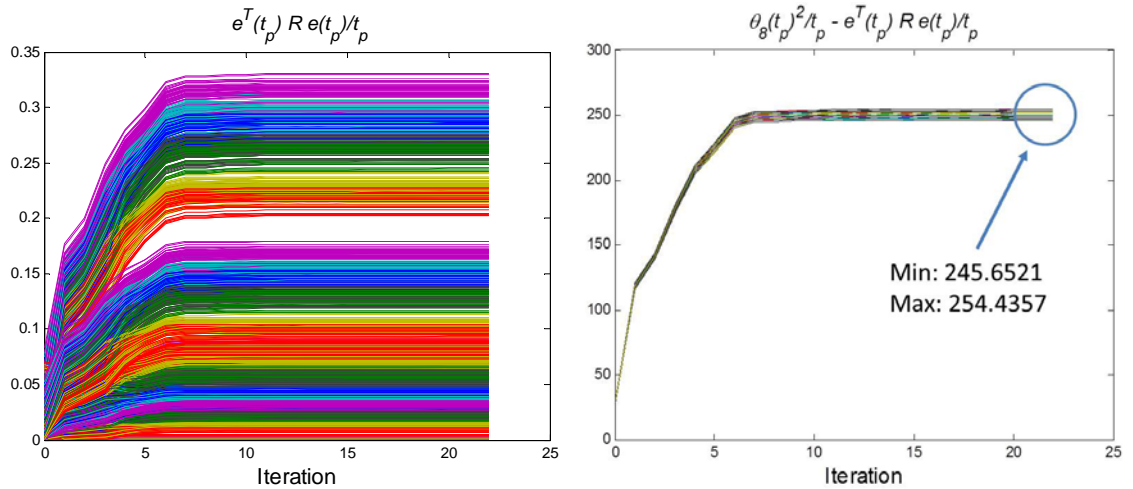 e^T(t_p) R e(t_p)/t_p
0.35
0.3
0.25
0.2
0.15
0.1
0.05
0
0 5 10 15 20 25
Iteration
θ_8(t_p)^2/t_p - e^T(t_p) R e(t_p)/t_p
300
250
200
150
100
50
0
0 5 10 15 20 25
Iteration
Min: 245.6521
Max: 254.4357